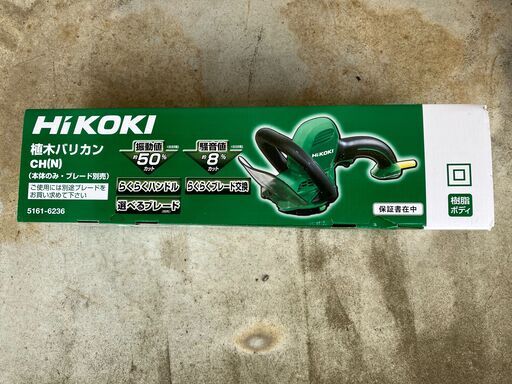 HiKOKI
植木バリカン
CH(N)
(本体のみ・ブレード別売)
ご使用には別途ブレードを
お買い求めて下さい
5161-6236
振動値
約50%
カット
騒音値
約8%
カット
らくらくハンドル
らくらくブレード交換
選べるブレード
HiKOKI
保証書在中
樹脂
ボディ